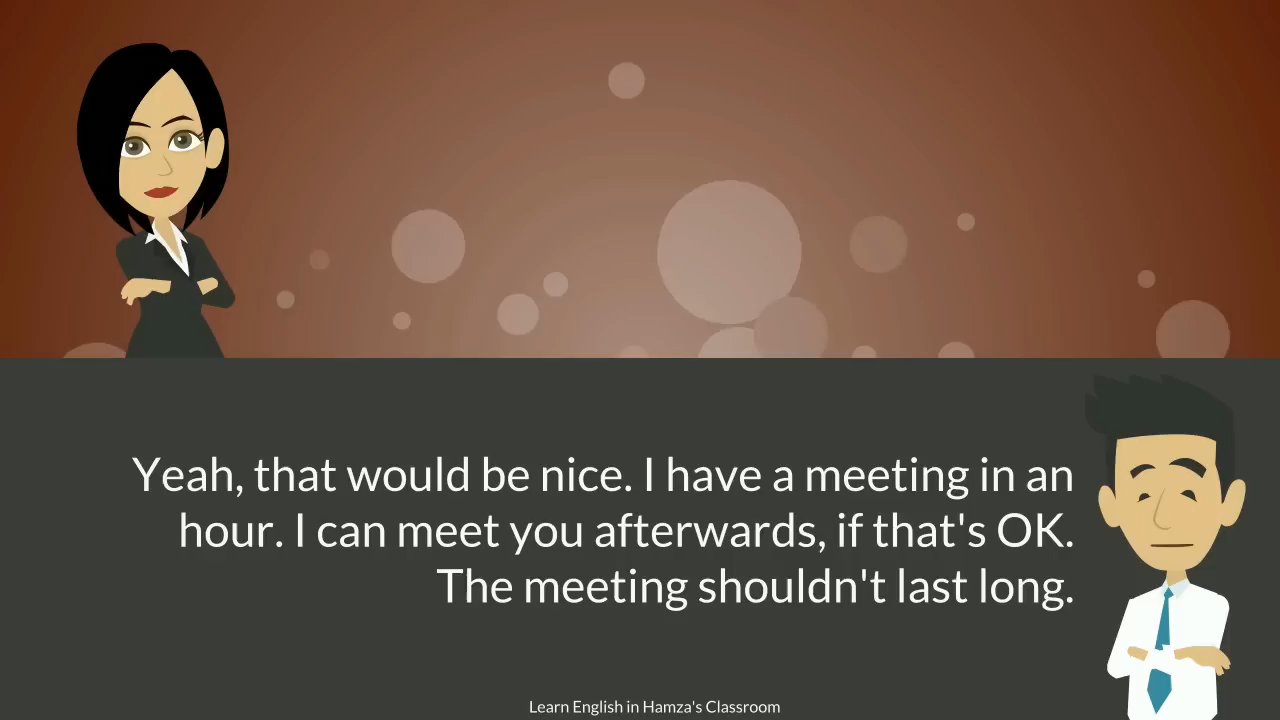 Yeah, that would be nice. I have a meeting in an
hour. I can meet you afterwards, if that's OK.
The meeting shouldn't last long.
Learn English in Hamza's Classroom